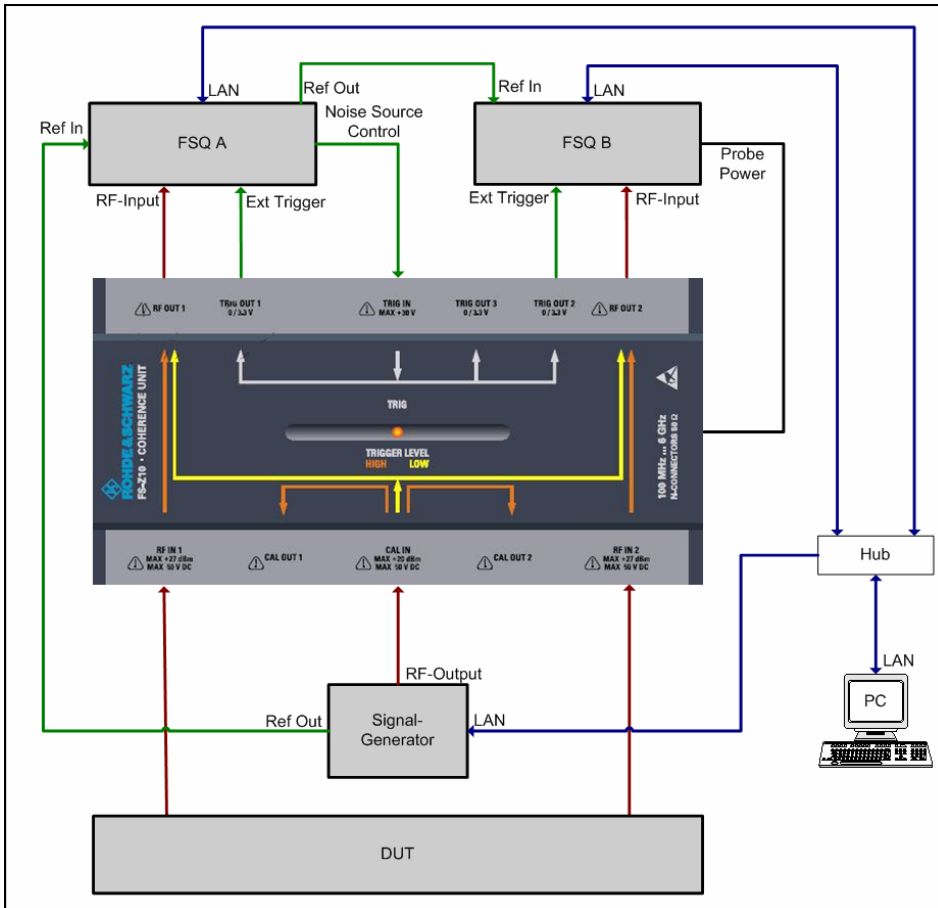 LAN
Ref Out
Ref In
LAN
Noise Source
Control
Ref In
FSQ A
FSQ B
Probe
Power
RF-Input
Ext Trigger
Ext Trigger
RF-Input
RF OUT 1
TRIG OUT 1
0 / 3.3 V
TRIG IN
MAX +30 V
TRIG OUT 3
0 / 3.3 V
TRIG OUT 2
0 / 3.3 V
RF OUT 2
ROHDE&SCHWARZ
FS-Z10 · COHERENCE UNIT
TRIG
TRIGGER LEVEL
HIGH LOW
100 MHz ... 6 GHz
N-CONNECTORS 50 Ω
RF IN 1
MAX +27 dBm
MAX 50 V DC
CAL OUT 1
CAL IN
MAX +20 dBm
MAX 50 V DC
CAL OUT 2
RF IN 2
MAX +27 dBm
MAX 50 V DC
Hub
RF-Output
LAN
PC
Ref Out
Signal-
Generator
LAN
DUT